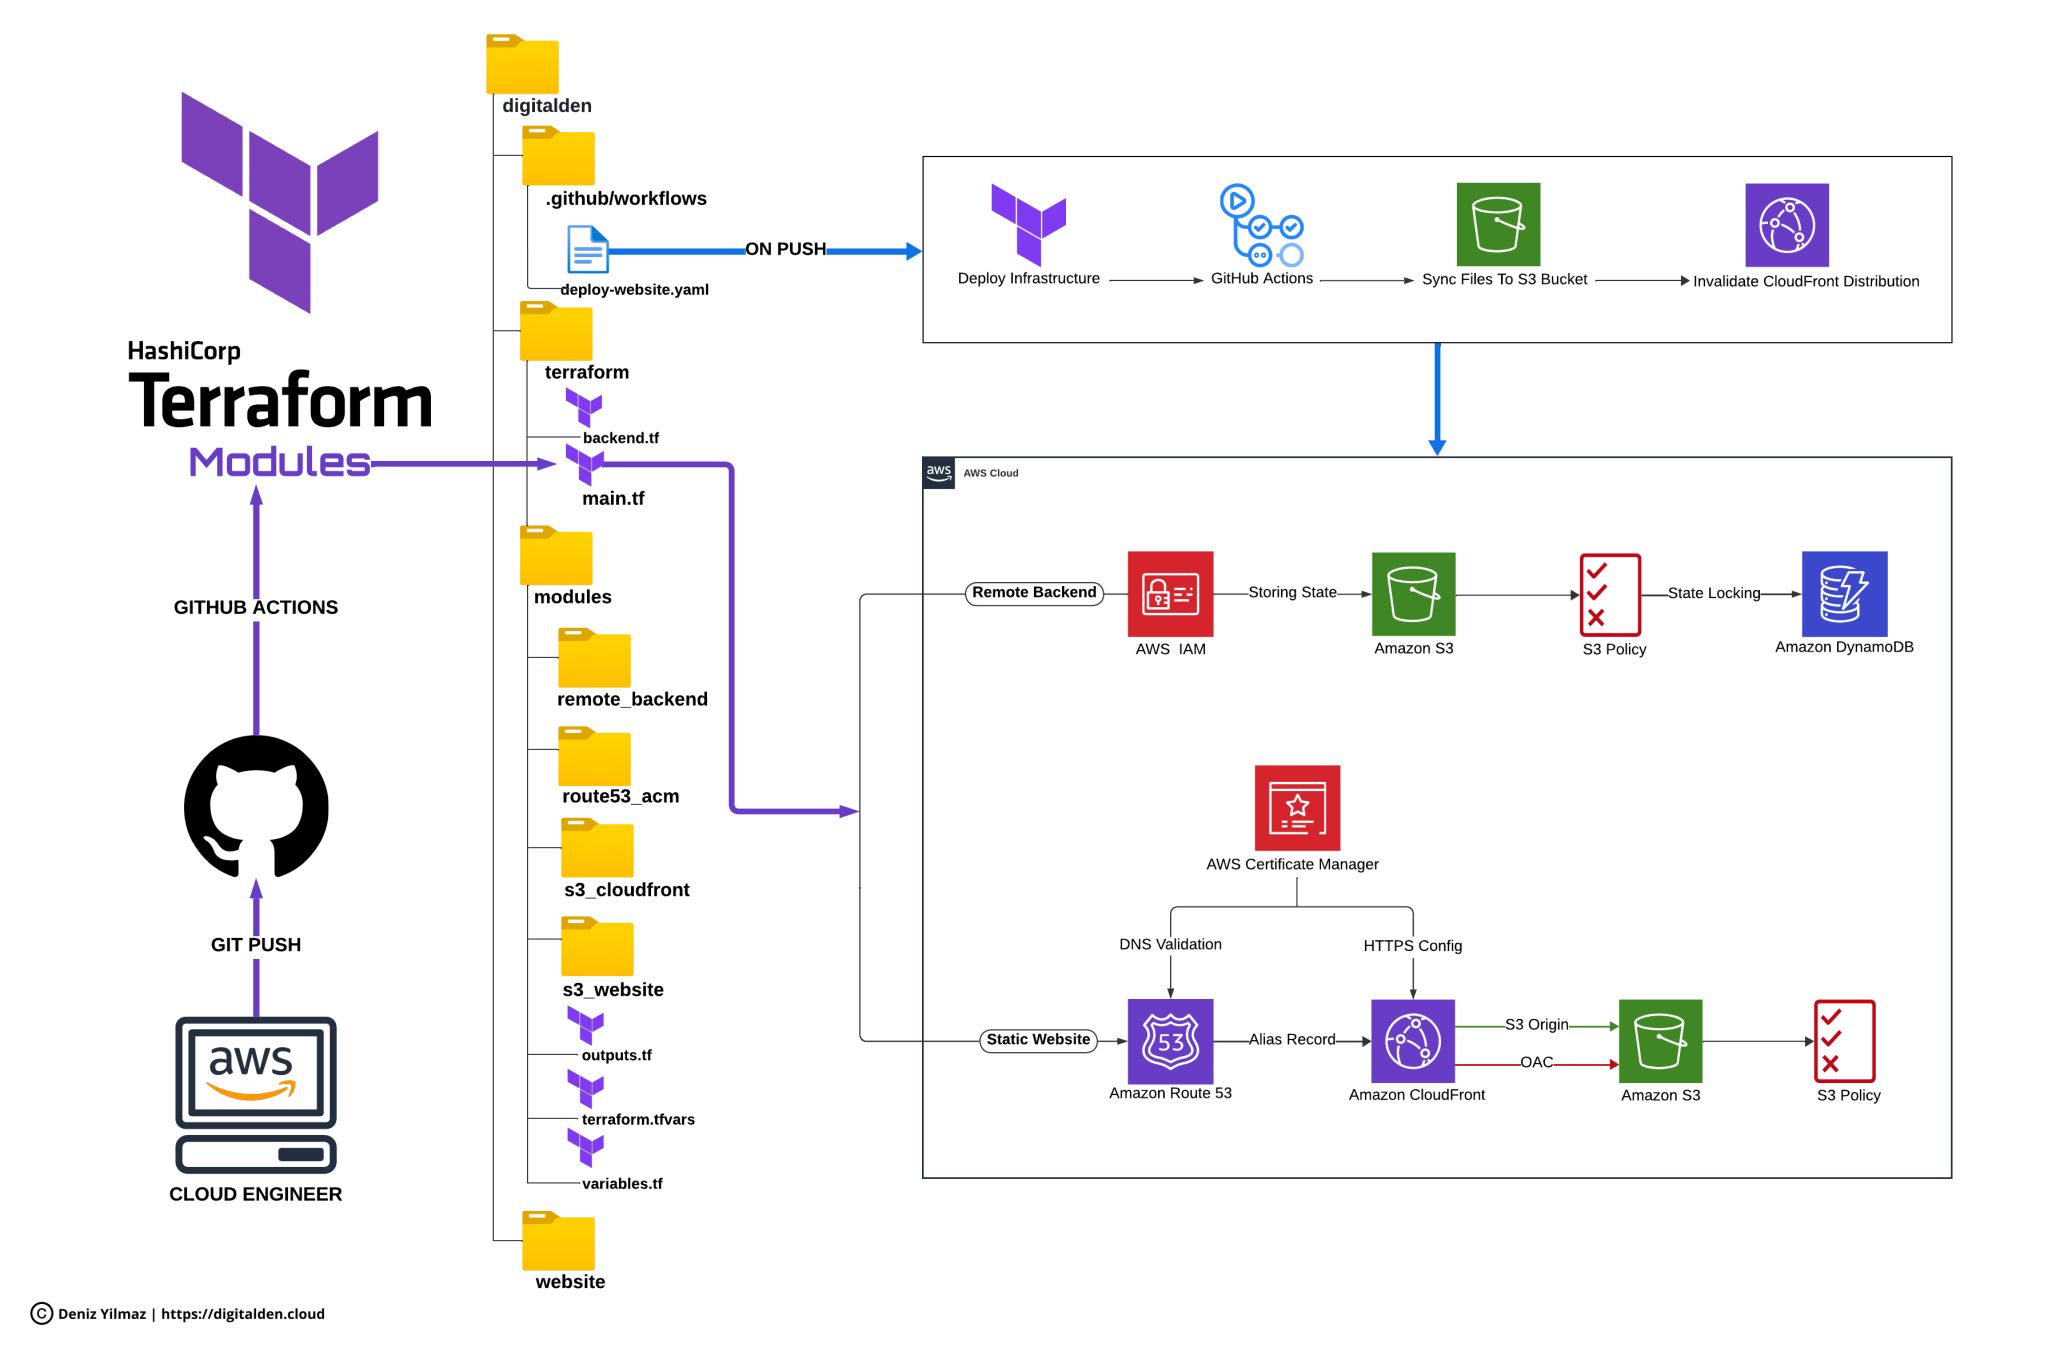 HashiCorp
Terraform
Modules
GITHUB ACTIONS
GIT PUSH
aws
CLOUD ENGINEER
digitalden
.github/workflows
deploy-website.yaml
terraform
backend.tf
main.tf
modules
remote_backend
route53_acm
s3_cloudfront
s3_website
outputs.tf
terraform.tfvars
variables.tf
website
ON PUSH
Deploy Infrastructure
GitHub Actions
Sync Files To S3 Bucket
Invalidate CloudFront Distribution
aws
AWS Cloud
Remote Backend
AWS IAM
Storing State
Amazon S3
S3 Policy
State Locking
Amazon DynamoDB
AWS Certificate Manager
DNS Validation
HTTPS Config
Static Website
53
Amazon Route 53
Alias Record
Amazon CloudFront
S3 Origin
OAC
Amazon S3
S3 Policy
© Deniz Yilmaz | https://digitalden.cloud